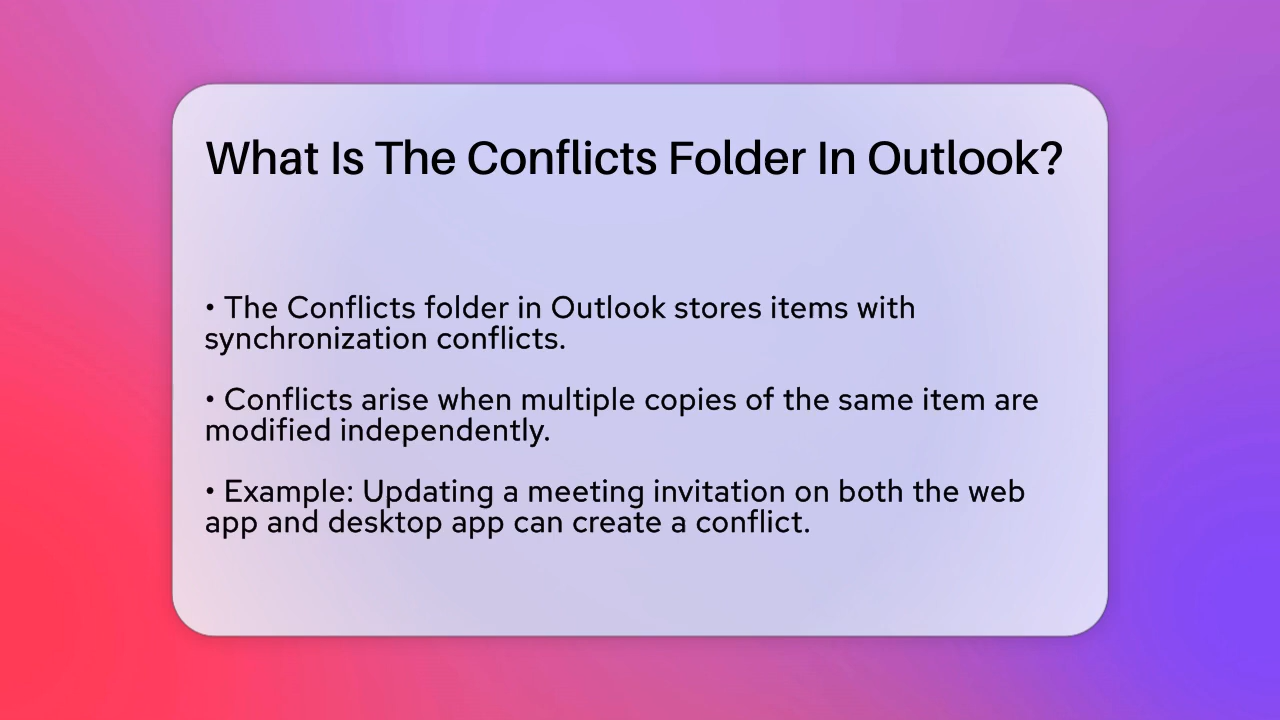 What Is The Conflicts Folder In Outlook?
• The Conflicts folder in Outlook stores items with
synchronization conflicts.
• Conflicts arise when multiple copies of the same item are
modified independently.
• Example: Updating a meeting invitation on both the web
app and desktop app can create a conflict.